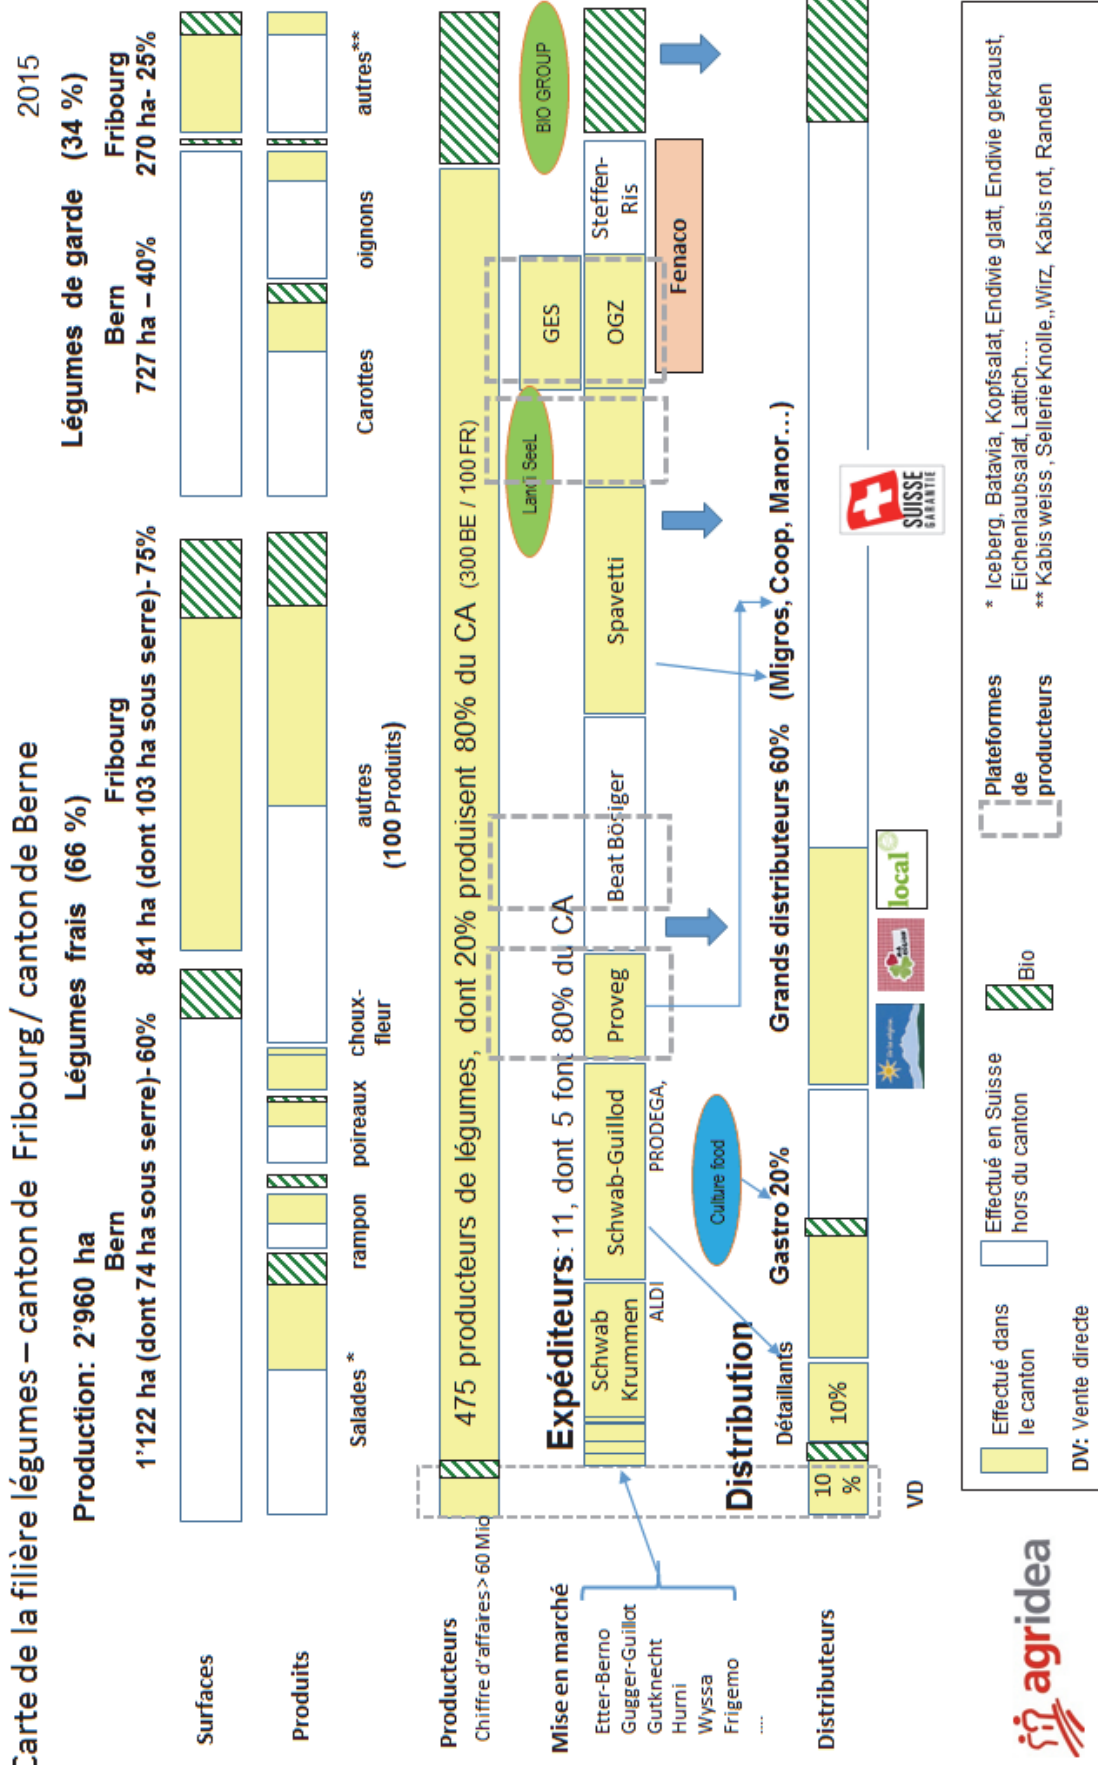 Carte de la filière légumes – canton de Fribourg / canton de Berne
2015
Production: 2'960 ha
Légumes frais (66 %)
Légumes de garde (34 %)
Bern
Fribourg
Bern
Fribourg
1'122 ha (dont 74 ha sous serre)- 60%
841 ha (dont 103 ha sous serre)- 75%
727 ha – 40%
270 ha- 25%
Surfaces
Produits
Salades *
rampon
poireaux
choux-
fleur
autres
(100 Produits)
Carottes
oignons
autres**
Producteurs
Chiffre d'affaires > 60 Mio
475 producteurs de légumes, dont 20% produisent 80% du CA (300 BE / 100 FR)
Expéditeurs: 11, dont 5 font 80% du CA
Landi SeeL
GES
BIO GROUP
Mise en marché
Schwab
Krummen
Schwab-Guillod
Proveg
Beat Bösiger
Spavetti
OGZ
Steffen-
Ris
ALDI
PRODEGA,
Fenaco
Etter-Berno
Gugger-Guillot
Gutknecht
Hurni
Wyssa
Frigemo
....
Culture food
Distribution
Détaillants
Gastro 20%
Grands distributeurs 60% (Migros, Coop, Manor...)
Distributeurs
10
%
10%
VD
local
SUISSE
GARANTIE
agridea
Effectué dans
le canton
Effectué en Suisse
hors du canton
Bio
Plateformes
de
producteurs
* Iceberg, Batavia, Kopfsalat, Endivie glatt, Endivie gekraust,
Eichenlaubsalat, Lattich....
** Kabis weiss, Sellerie Knolle,,Wirz, Kabis rot, Randen
DV: Vente directe